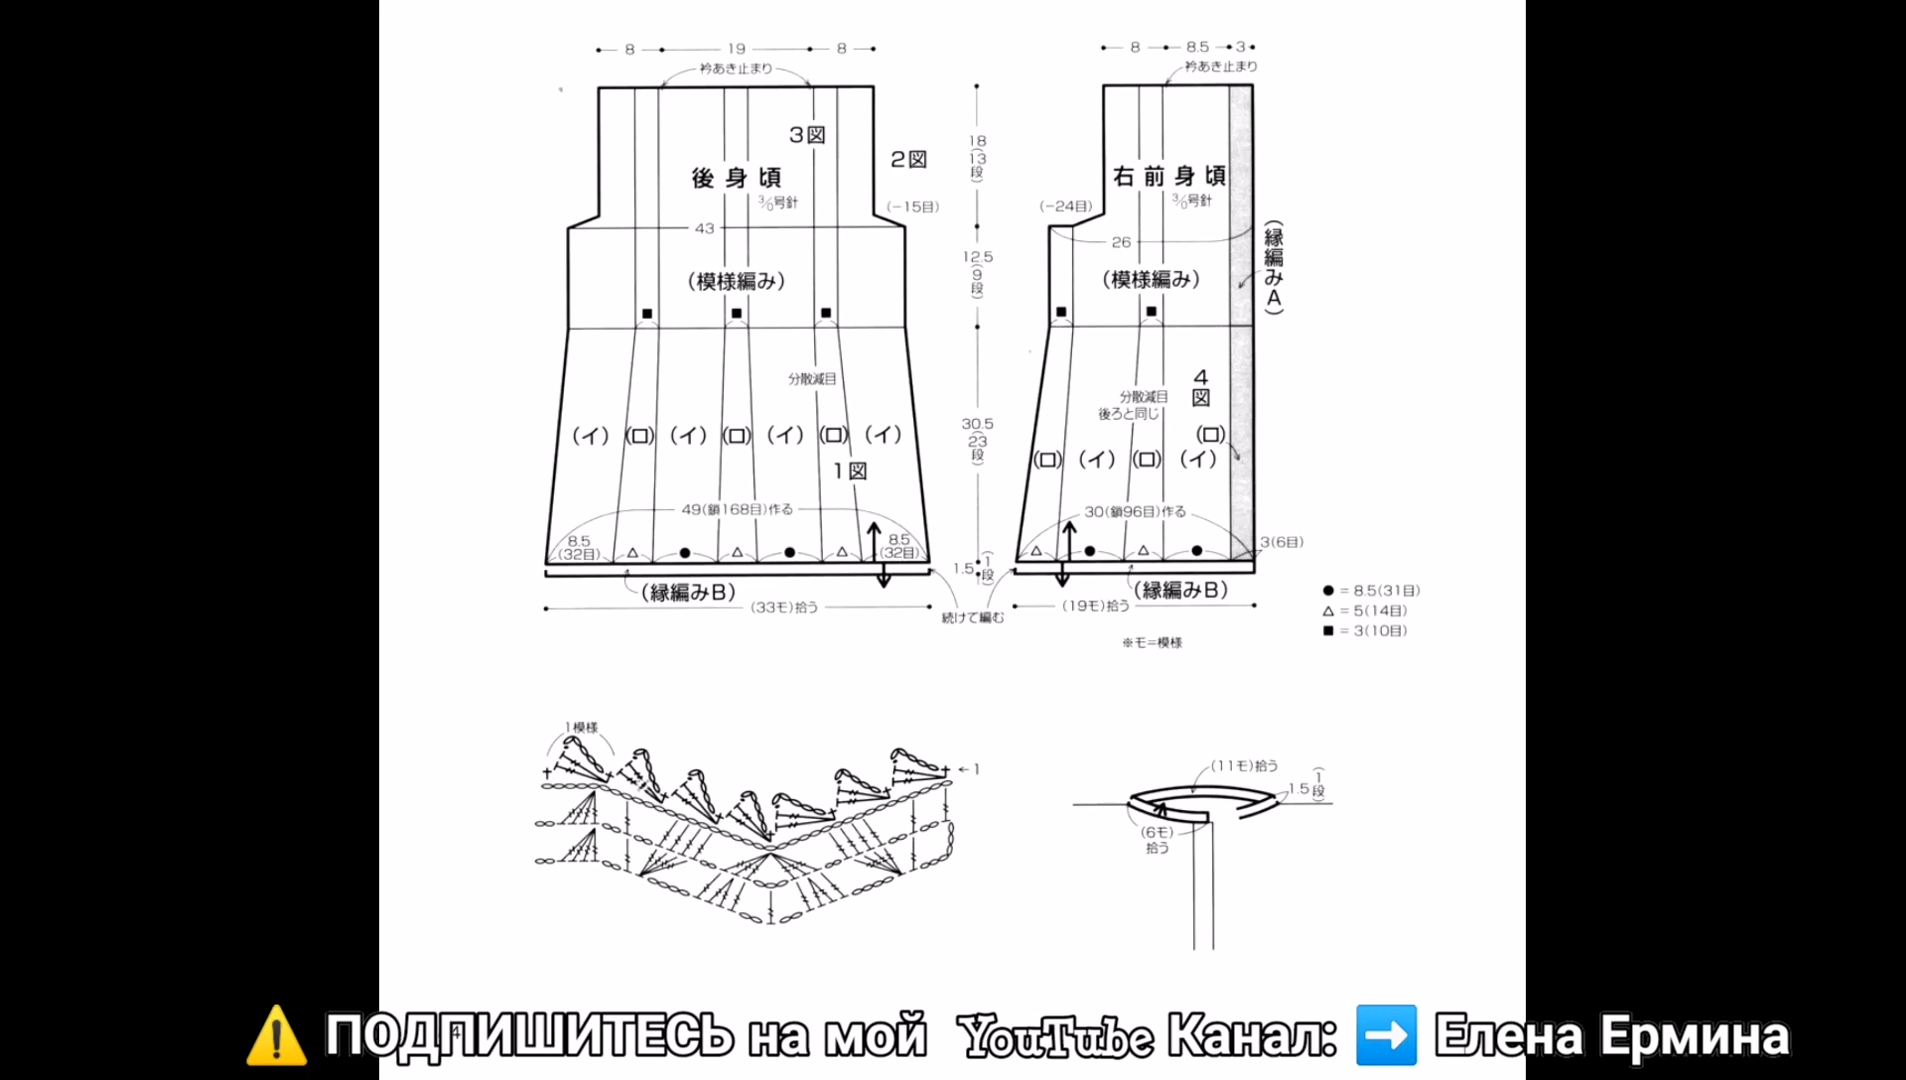 8 19 8
衿あき止まり
3図
2図
後身頃
3/0号針
(−15目)
43
(模様編み)
■ ■ ■
分散減目
(イ) (ロ) (イ) (ロ) (イ) (ロ) (イ)
1図
49(鎖168目)作る
8.5
(32目)
△ ● △ ● △
8.5
(32目)
(縁編みB)
(33モ)拾う
18
(13段)
12.5
(9段)
30.5
(23段)
1.5
(1段)
続けて編む
8 8.5 3
衿あき止まり
右前身頃
3/0号針
(−24目)
26
(縁編みA)
(模様編み)
■ ■
4図
分散減目
後ろと同じ
(ロ)
(ロ) (イ) (ロ) (イ)
30(鎖96目)作る
△ ● △ ●
3(6目)
(縁編みB)
(19モ)拾う
※モ=模様
● = 8.5(31目)
△ = 5(14目)
■ = 3(10目)
1模様
←1
(11モ)拾う
1.5(1段)
(6モ)
拾う
4
⚠️ ПОДПИШИТЕСЬ на мой YouTube Канал: ➡️ Елена Ермина